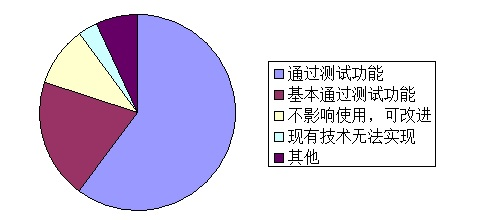 通过测试功能
基本通过测试功能
不影响使用，可改进
现有技术无法实现
其他